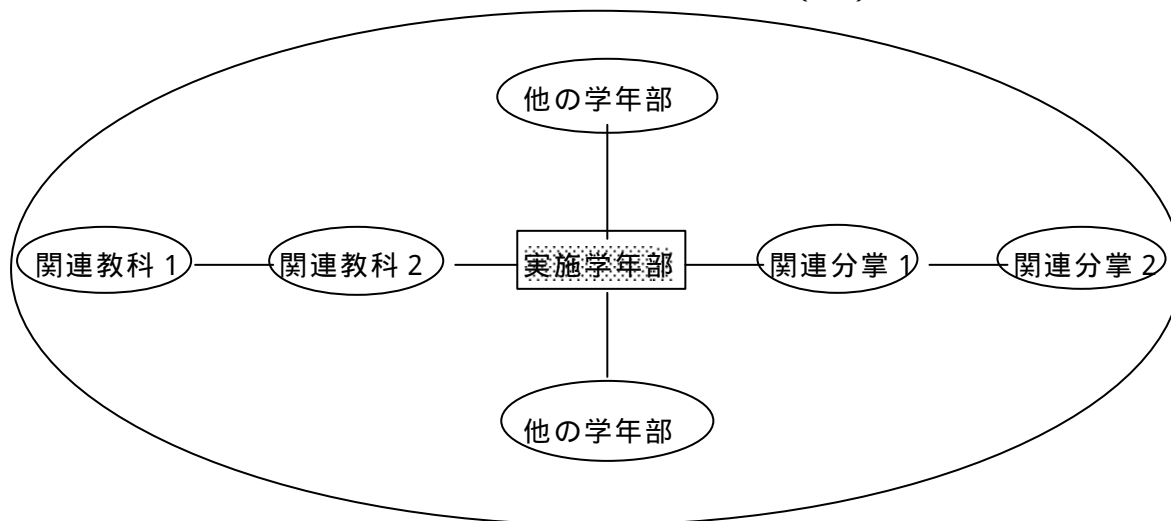 他の学年部
関連教科 1
関連教科 2
実施学年部
関連分掌 1
関連分掌 2
他の学年部